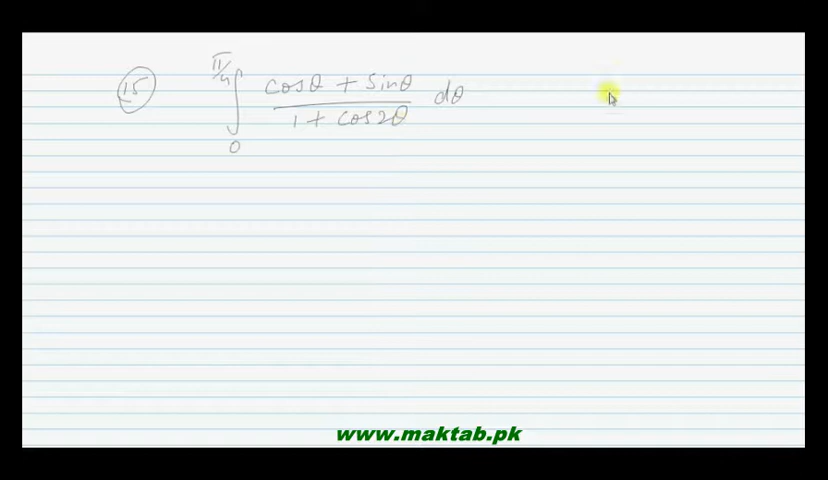 15 ∫₀^{π/4} (cosθ + sinθ)/(1 + cos2θ) dθ
www.maktab.pk